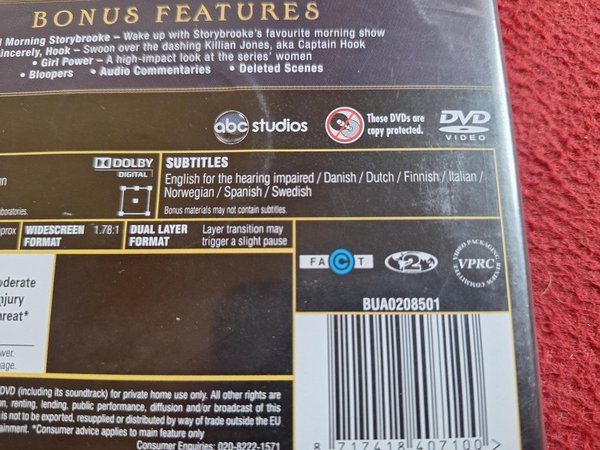 BONUS FEATURES
Morning Storybrooke – Wake up with Storybrooke's favourite morning show
Sincerely, Hook – Swoon over the dashing Killian Jones, aka Captain Hook
• Girl Power – A high-impact look at the series' women
• Bloopers • Audio Commentaries • Deleted Scenes
abc studios
These DVDs are
copy protected.
DVD
VIDEO
DOLBY
DIGITAL
SUBTITLES
English for the hearing impaired / Danish / Dutch / Finnish / Italian /
Norwegian / Spanish / Swedish
Bonus materials may not contain subtitles.
WIDESCREEN
FORMAT
1.78:1
DUAL LAYER
FORMAT
Layer transition may
trigger a slight pause
FACT
2
VPRC
VIDEO PACKAGING REVIEW COMMITTEE
BUA0208501
8 717418 407100 >
DVD (including its soundtrack) for private home use only. All other rights are
renting, lending, public performance, diffusion and/or broadcast of this
is not to be exported, resupplied or distributed by way of trade outside the EU
*Consumer advice applies to main feature only
Consumer Enquiries: 020-8222-1571